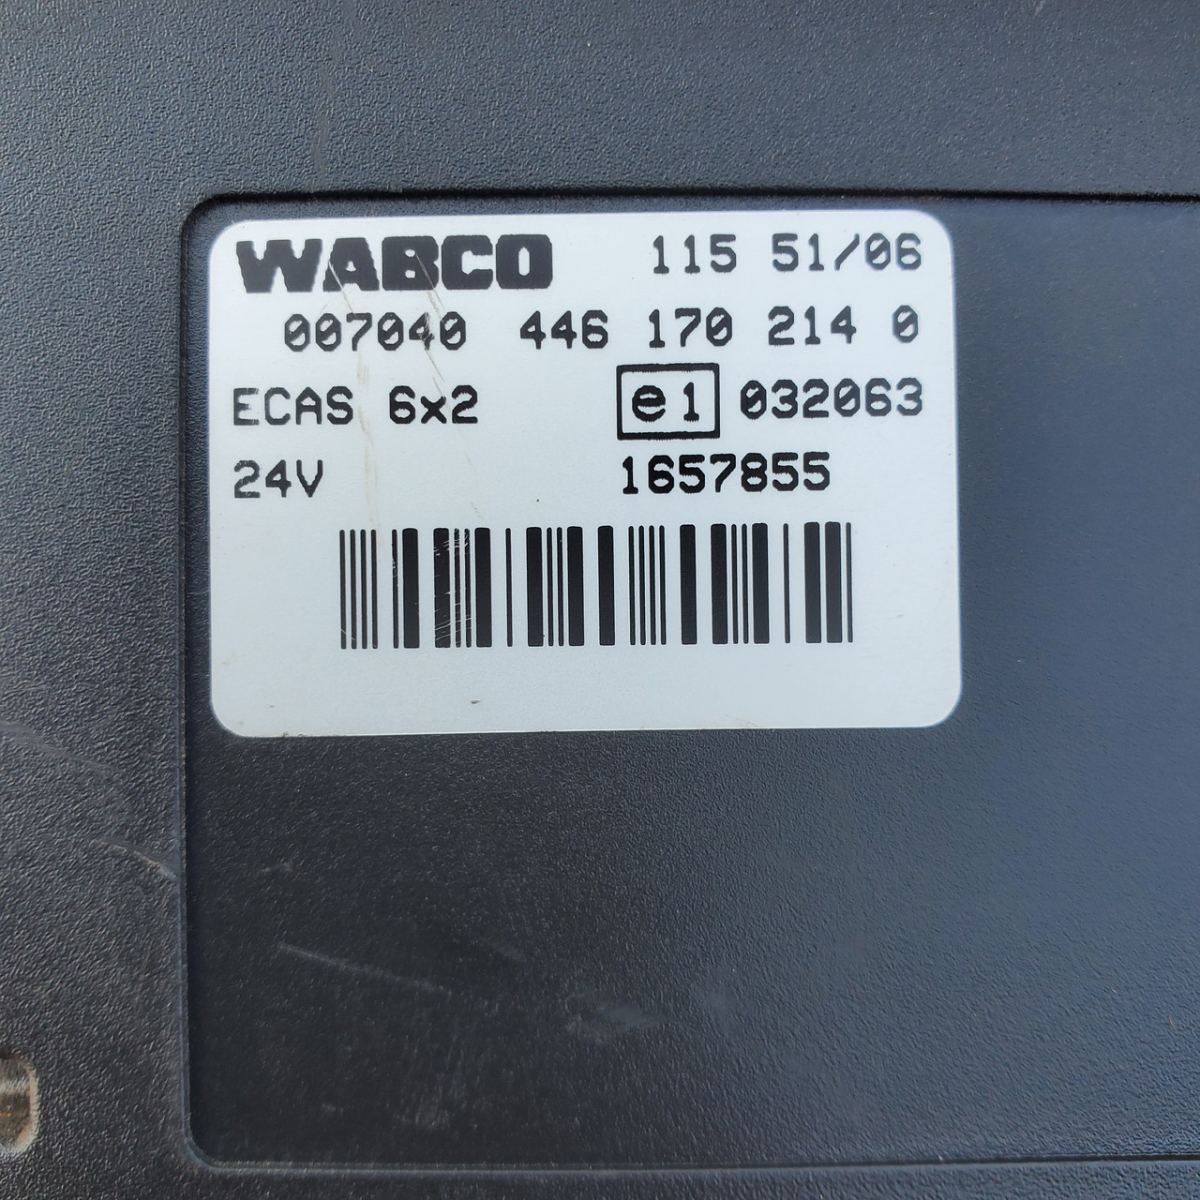 WABCO 115 51/06
007040 446 170 214 0
ECAS 6x2 e1 032063
24V 1657855